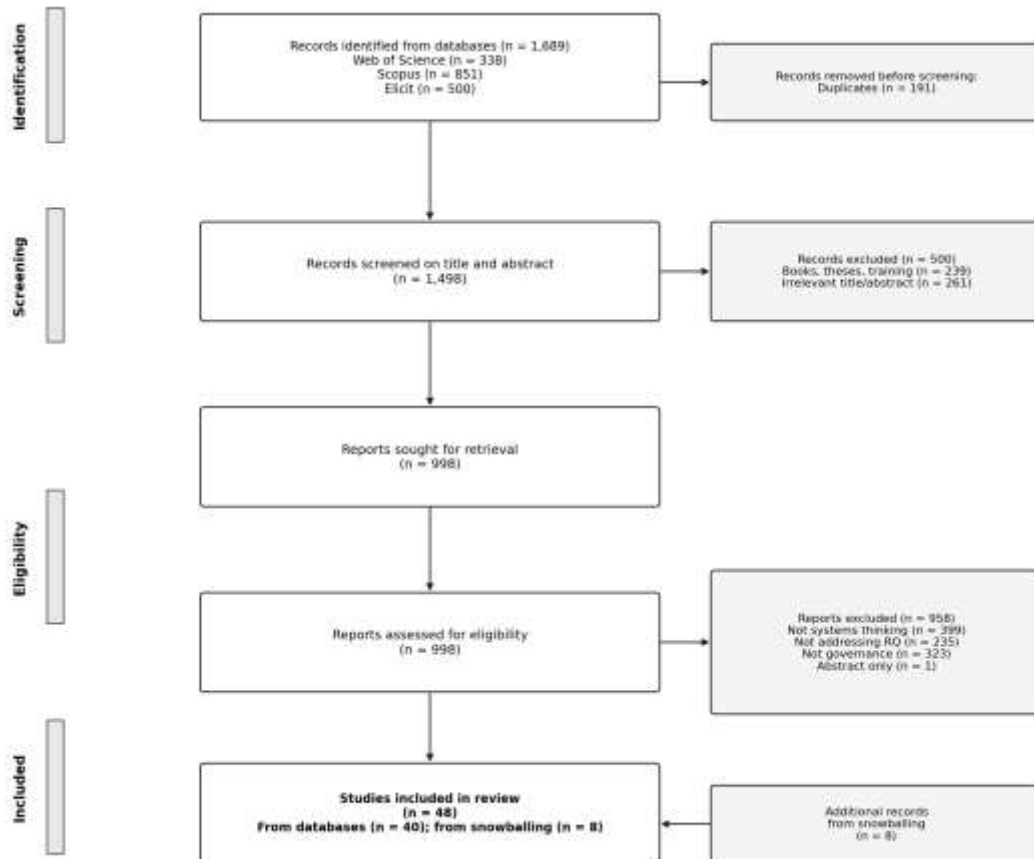 Identification
Records identified from databases (n = 1,689)
Web of Science (n = 338)
Scopus (n = 851)
Elicit (n = 500)
Records removed before screening:
Duplicates (n = 191)
Screening
Records screened on title and abstract
(n = 1,498)
Records excluded (n = 500)
Books, theses, training (n = 239)
Irrelevant title/abstract (n = 261)
Reports sought for retrieval
(n = 998)
Eligibility
Reports assessed for eligibility
(n = 998)
Reports excluded (n = 958)
Not systems thinking (n = 399)
Not addressing RQ (n = 235)
Not governance (n = 323)
Abstract only (n = 1)
Included
Studies included in review
(n = 48)
From databases (n = 40); from snowballing (n = 8)
Additional records
from snowballing
(n = 8)